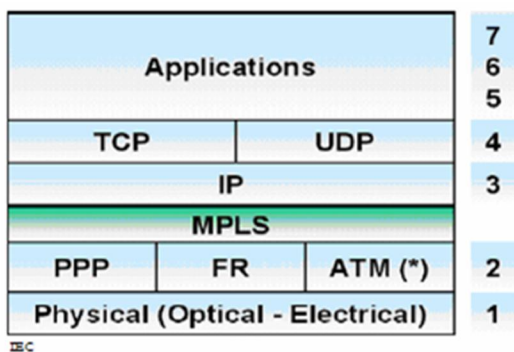 Applications
7
6
5
TCP UDP 4
IP 3
MPLS
PPP FR ATM (*) 2
Physical (Optical - Electrical) 1
IEC